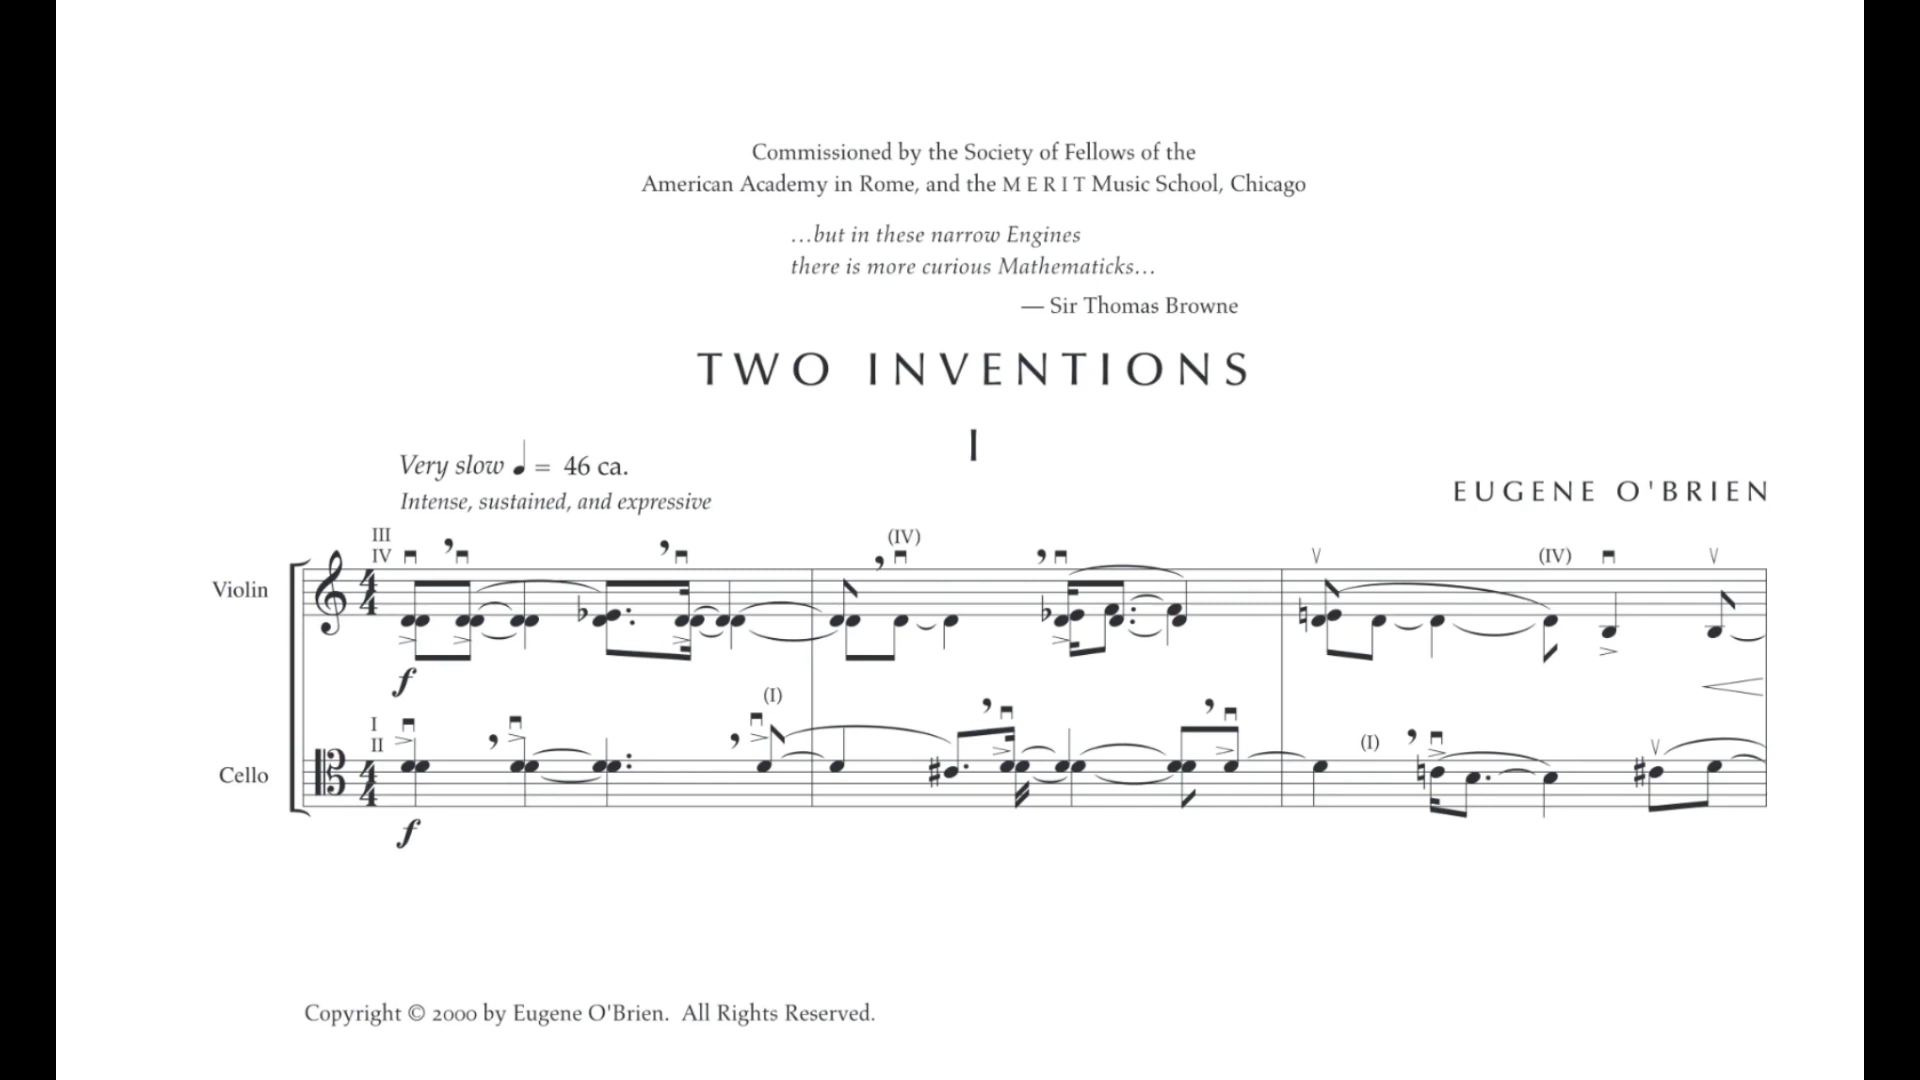 Commissioned by the Society of Fellows of the
American Academy in Rome, and the M E R I T Music School, Chicago
…but in these narrow Engines
there is more curious Mathematicks…
— Sir Thomas Browne
TWO INVENTIONS
I
Very slow ♩ = 46 ca.
Intense, sustained, and expressive
EUGENE O'BRIEN
III
IV
(IV)
(IV)
Violin
f
(I)
I
II
(I)
Cello
f
Copyright © 2000 by Eugene O'Brien. All Rights Reserved.